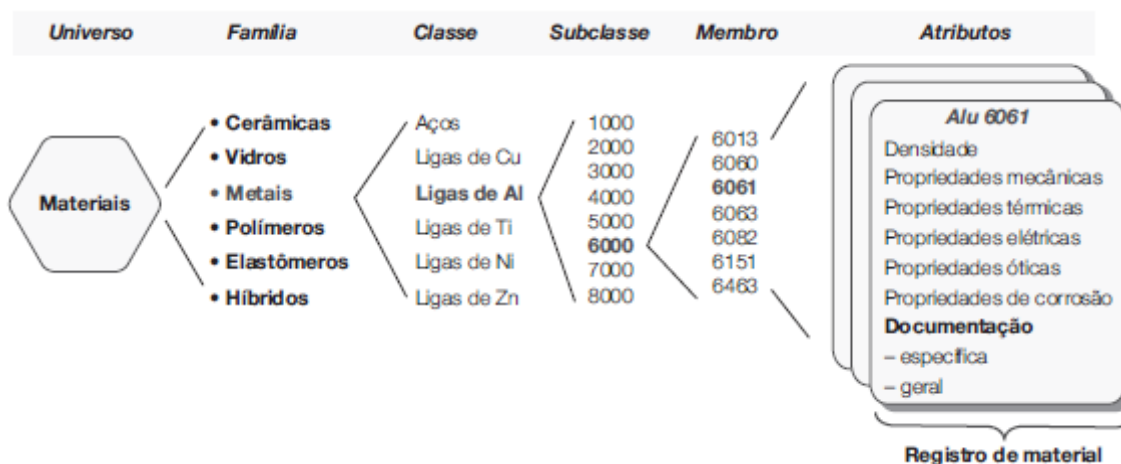 Universo Família Classe Subclasse Membro Atributos
Materiais
• Cerâmicas
• Vidros
• Metais
• Polímeros
• Elastômeros
• Híbridos
Aços
Ligas de Cu
Ligas de Al
Ligas de Ti
Ligas de Ni
Ligas de Zn
1000
2000
3000
4000
5000
6000
7000
8000
6013
6060
6061
6063
6082
6151
6463
Alu 6061
Densidade
Propriedades mecânicas
Propriedades térmicas
Propriedades elétricas
Propriedades óticas
Propriedades de corrosão
Documentação
– específica
– geral
Registro de material